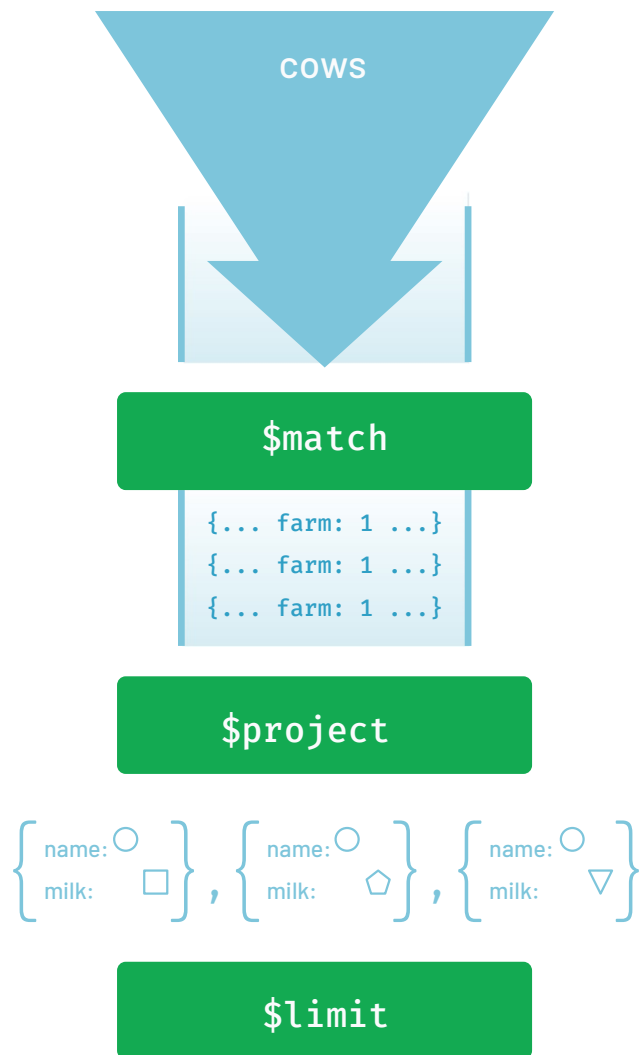 cows
$match
{... farm: 1 ...}
{... farm: 1 ...}
{... farm: 1 ...}
$project
{ name: } , { name: } , { name: }
milk: milk: milk:
$limit